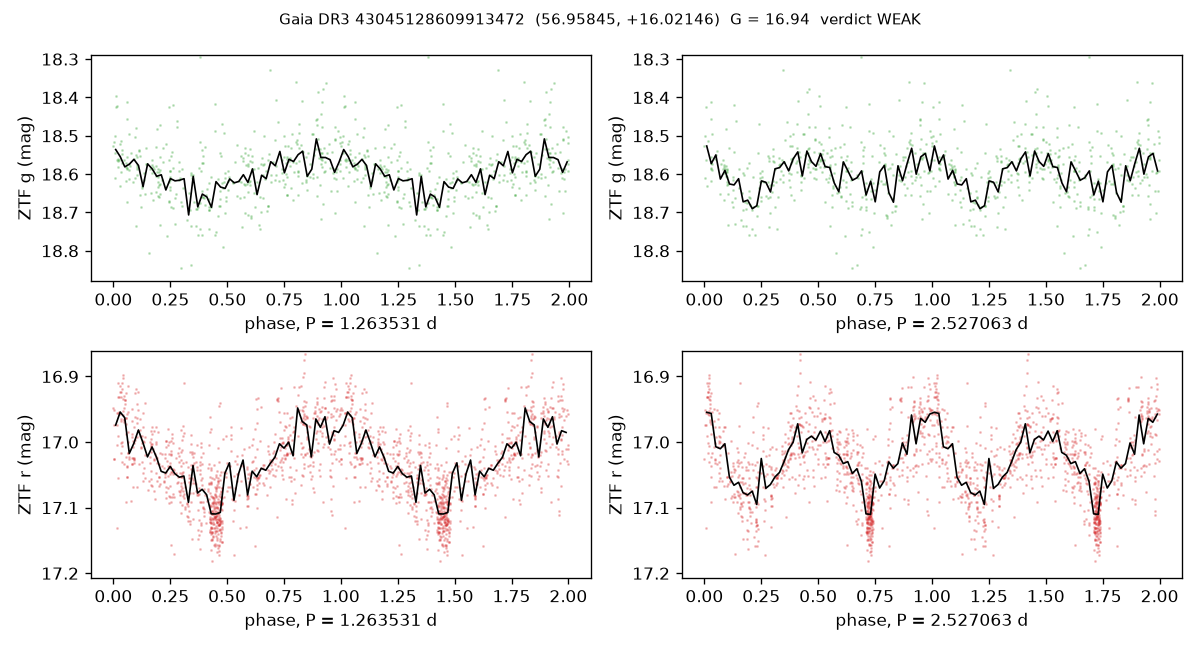 Gaia DR3 43045128609913472 (56.95845, +16.02146) G = 16.94 verdict WEAK
18.3
18.4
18.5
18.6
18.7
18.8
ZTF g (mag)
0.00 0.25 0.50 0.75 1.00 1.25 1.50 1.75 2.00
phase, P = 1.263531 d
18.3
18.4
18.5
18.6
18.7
18.8
ZTF g (mag)
0.00 0.25 0.50 0.75 1.00 1.25 1.50 1.75 2.00
phase, P = 2.527063 d
16.9
17.0
17.1
17.2
ZTF r (mag)
0.00 0.25 0.50 0.75 1.00 1.25 1.50 1.75 2.00
phase, P = 1.263531 d
16.9
17.0
17.1
17.2
ZTF r (mag)
0.00 0.25 0.50 0.75 1.00 1.25 1.50 1.75 2.00
phase, P = 2.527063 d